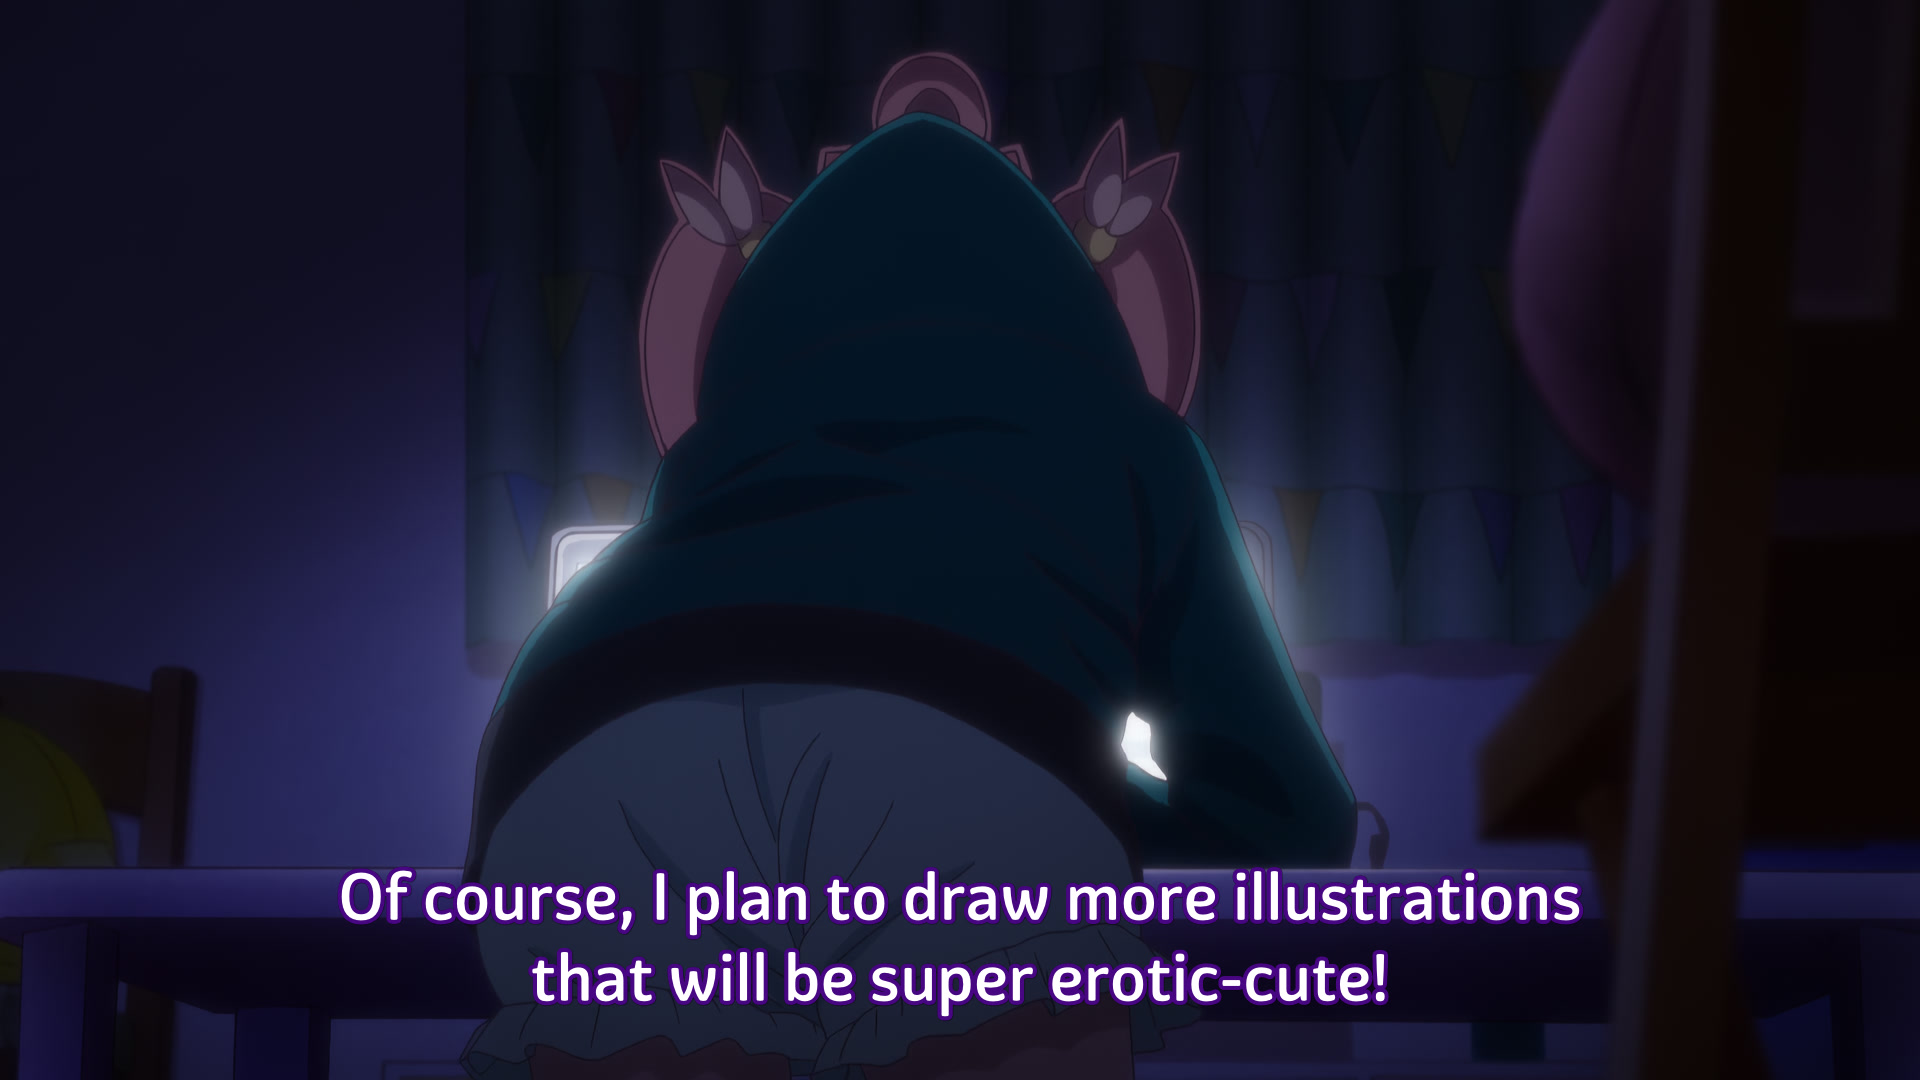 Of course, I plan to draw more illustrations
that will be super erotic-cute!